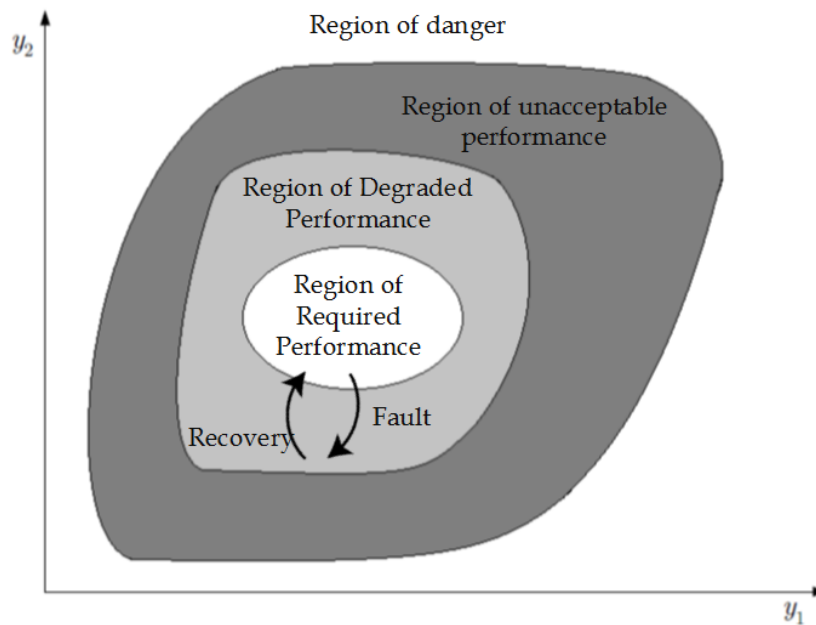 Region of danger
y₂
Region of unacceptable
performance
Region of Degraded
Performance
Region of
Required
Performance
Fault
Recovery
y₁